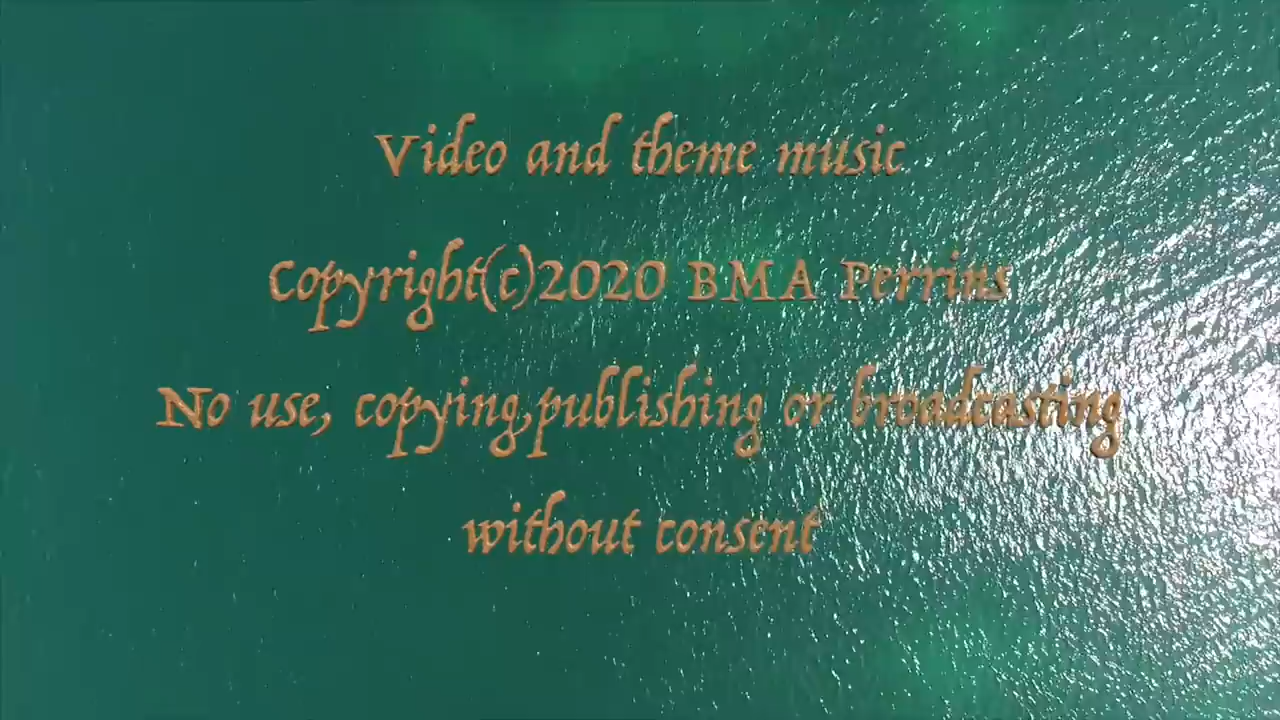 Video and theme music
Copyright(c)2020 BMA Perrins
No use, copying,publishing or broadcasting
without consent